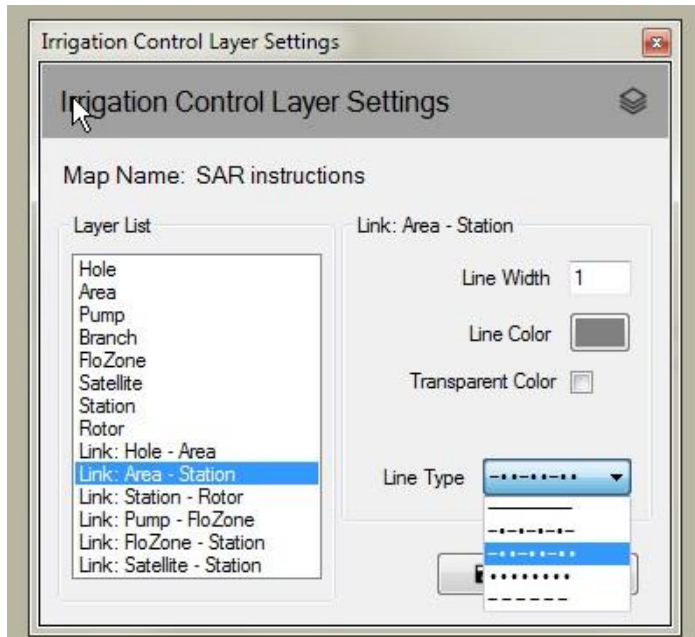 Irrigation Control Layer Settings
Irrigation Control Layer Settings
Map Name: SAR instructions
Layer List
Hole
Area
Pump
Branch
FloZone
Satellite
Station
Rotor
Link: Hole - Area
Link: Area - Station
Link: Station - Rotor
Link: Pump - FloZone
Link: FloZone - Station
Link: Satellite - Station
Link: Area - Station
Line Width 1
Line Color
Transparent Color
Line Type